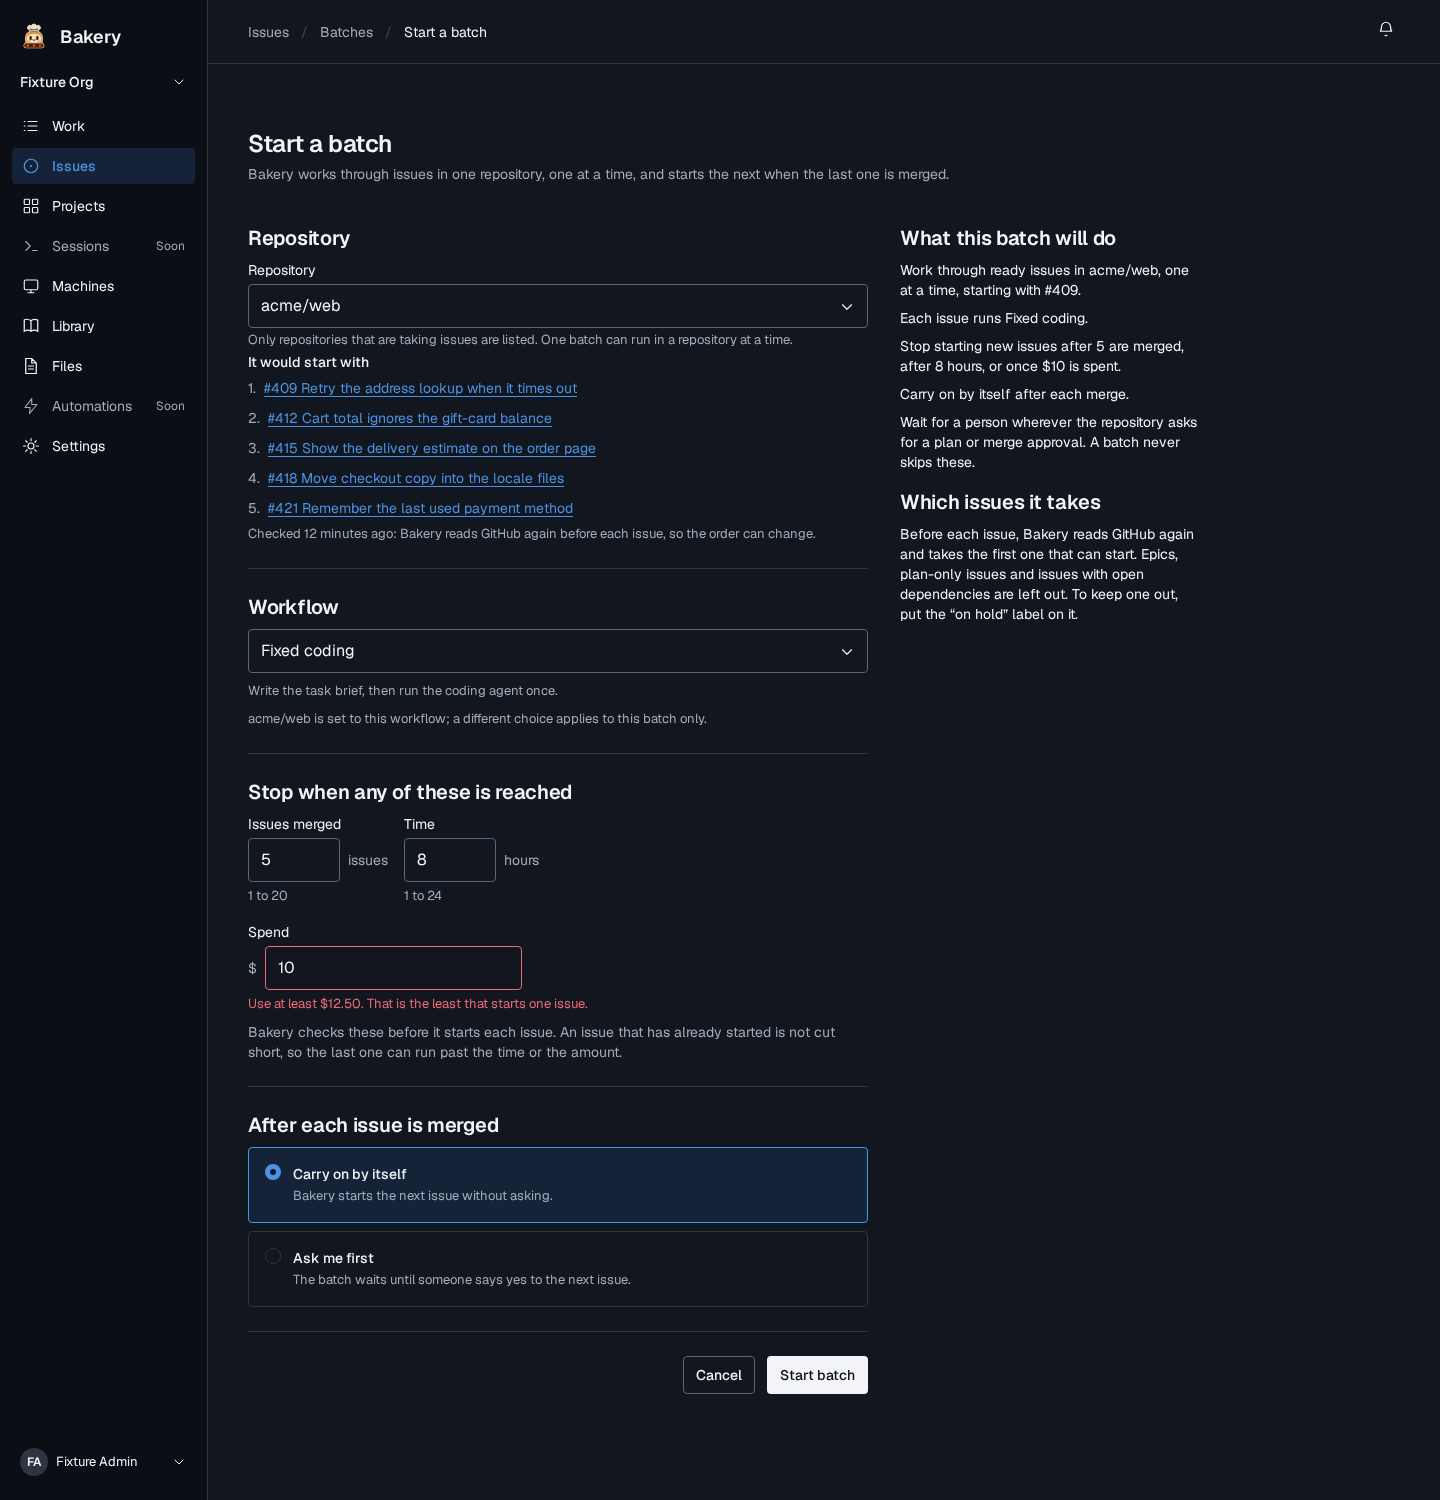 Bakery
Fixture Org
Work
Issues
Projects
Sessions Soon
Machines
Library
Files
Automations Soon
Settings
FA Fixture Admin
Issues / Batches / Start a batch
Start a batch
Bakery works through issues in one repository, one at a time, and starts the next when the last one is merged.
Repository
Repository
acme/web
Only repositories that are taking issues are listed. One batch can run in a repository at a time.
It would start with
1. #409 Retry the address lookup when it times out
2. #412 Cart total ignores the gift-card balance
3. #415 Show the delivery estimate on the order page
4. #418 Move checkout copy into the locale files
5. #421 Remember the last used payment method
Checked 12 minutes ago: Bakery reads GitHub again before each issue, so the order can change.
Workflow
Fixed coding
Write the task brief, then run the coding agent once.
acme/web is set to this workflow; a different choice applies to this batch only.
Stop when any of these is reached
Issues merged Time
5 issues 8 hours
1 to 20 1 to 24
Spend
$ 10
Use at least $12.50. That is the least that starts one issue.
Bakery checks these before it starts each issue. An issue that has already started is not cut
short, so the last one can run past the time or the amount.
After each issue is merged
Carry on by itself
Bakery starts the next issue without asking.
Ask me first
The batch waits until someone says yes to the next issue.
Cancel Start batch
What this batch will do
Work through ready issues in acme/web, one
at a time, starting with #409.
Each issue runs Fixed coding.
Stop starting new issues after 5 are merged,
after 8 hours, or once $10 is spent.
Carry on by itself after each merge.
Wait for a person wherever the repository asks
for a plan or merge approval. A batch never
skips these.
Which issues it takes
Before each issue, Bakery reads GitHub again
and takes the first one that can start. Epics,
plan-only issues and issues with open
dependencies are left out. To keep one out,
put the “on hold” label on it.